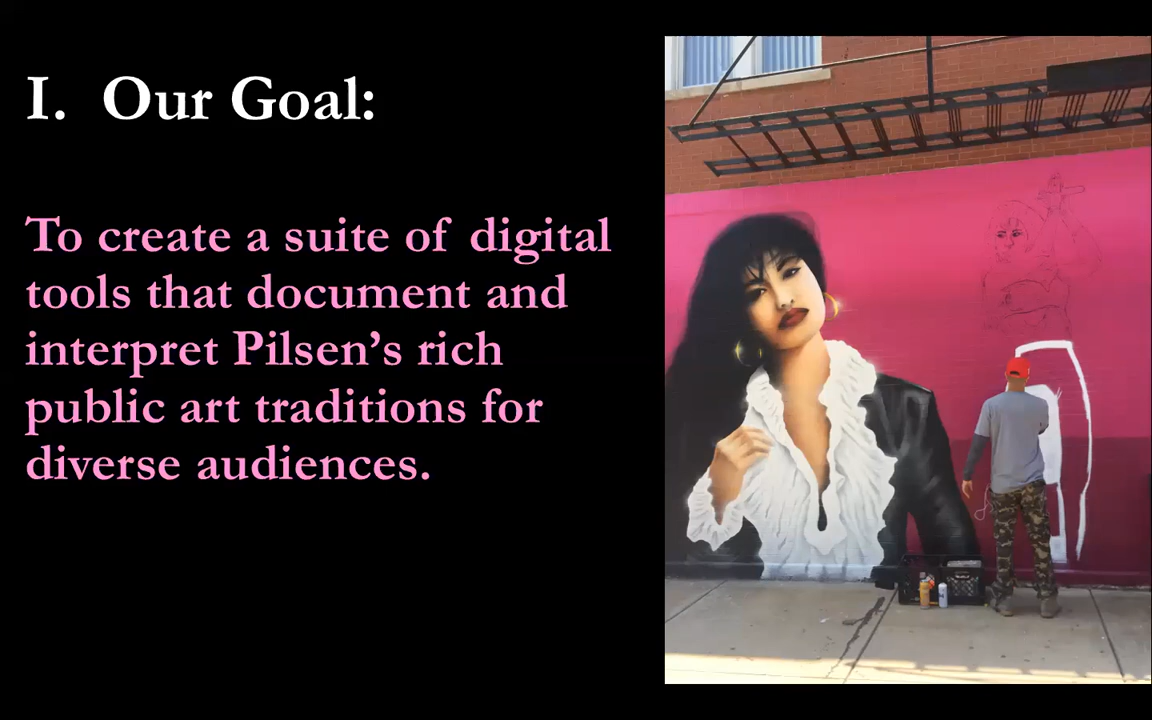 I. Our Goal:
To create a suite of digital
tools that document and
interpret Pilsen’s rich
public art traditions for
diverse audiences.